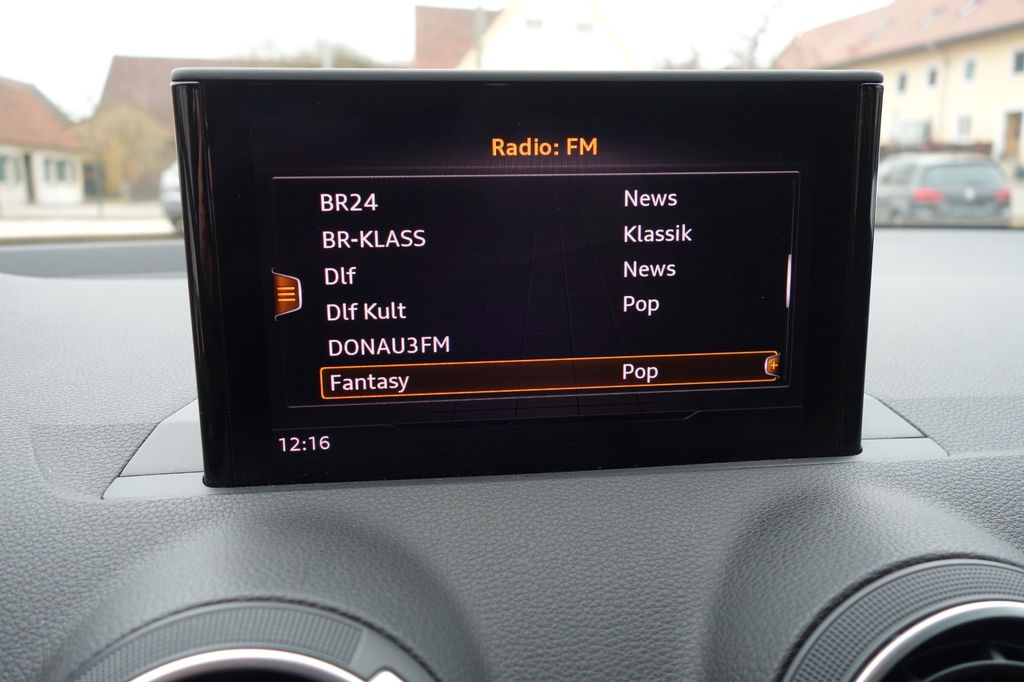 Radio: FM
BR24 News
BR-KLASS Klassik
Dlf News
Dlf Kult Pop
DONAU3FM
Fantasy Pop
12:16